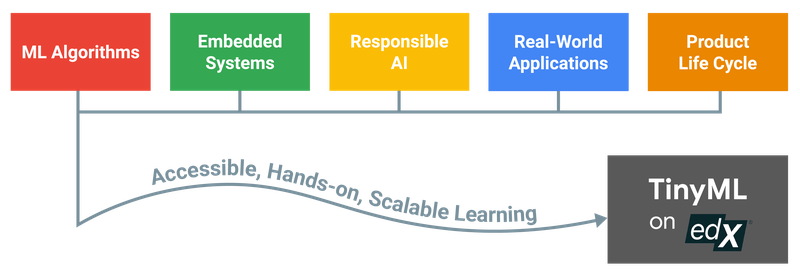 ML Algorithms
Embedded
Systems
Responsible
AI
Real-World
Applications
Product
Life Cycle
Accessible, Hands-on, Scalable Learning
TinyML
on edX